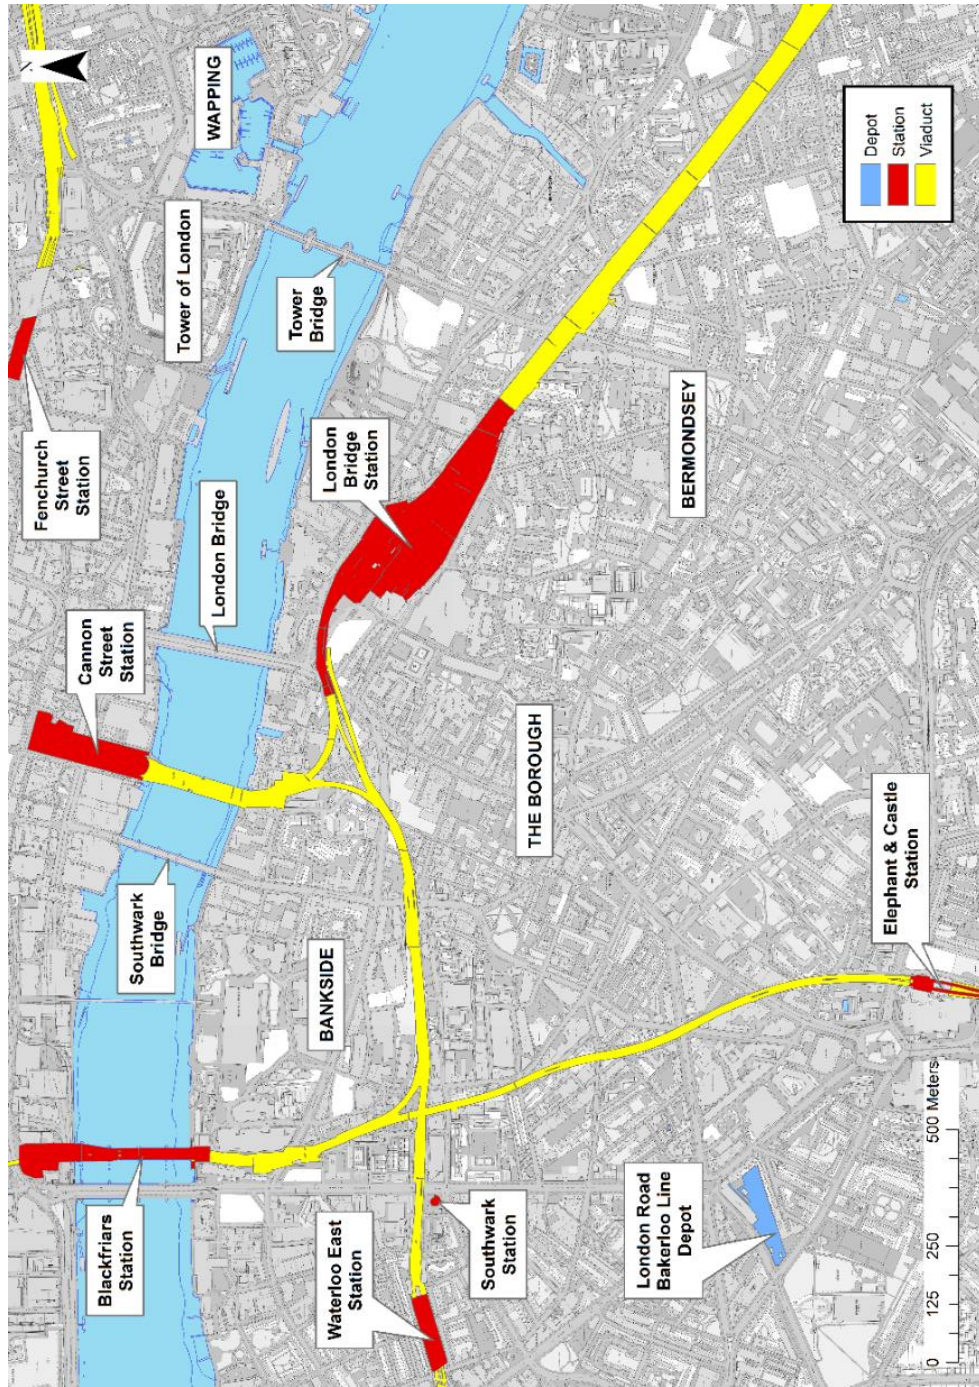 N
Fenchurch
Street
Station
Cannon
Street
Station
Blackfriars
Station
Southwark
Bridge
Tower of London
WAPPING
London Bridge
Tower
Bridge
BANKSIDE
London
Bridge
Station
Waterloo East
Station
Southwark
Station
THE BOROUGH
London Road
Bakerloo Line
Depot
BERMONDSEY
Elephant & Castle
Station
Depot
Station
Viaduct
0 125 250 500 Meters